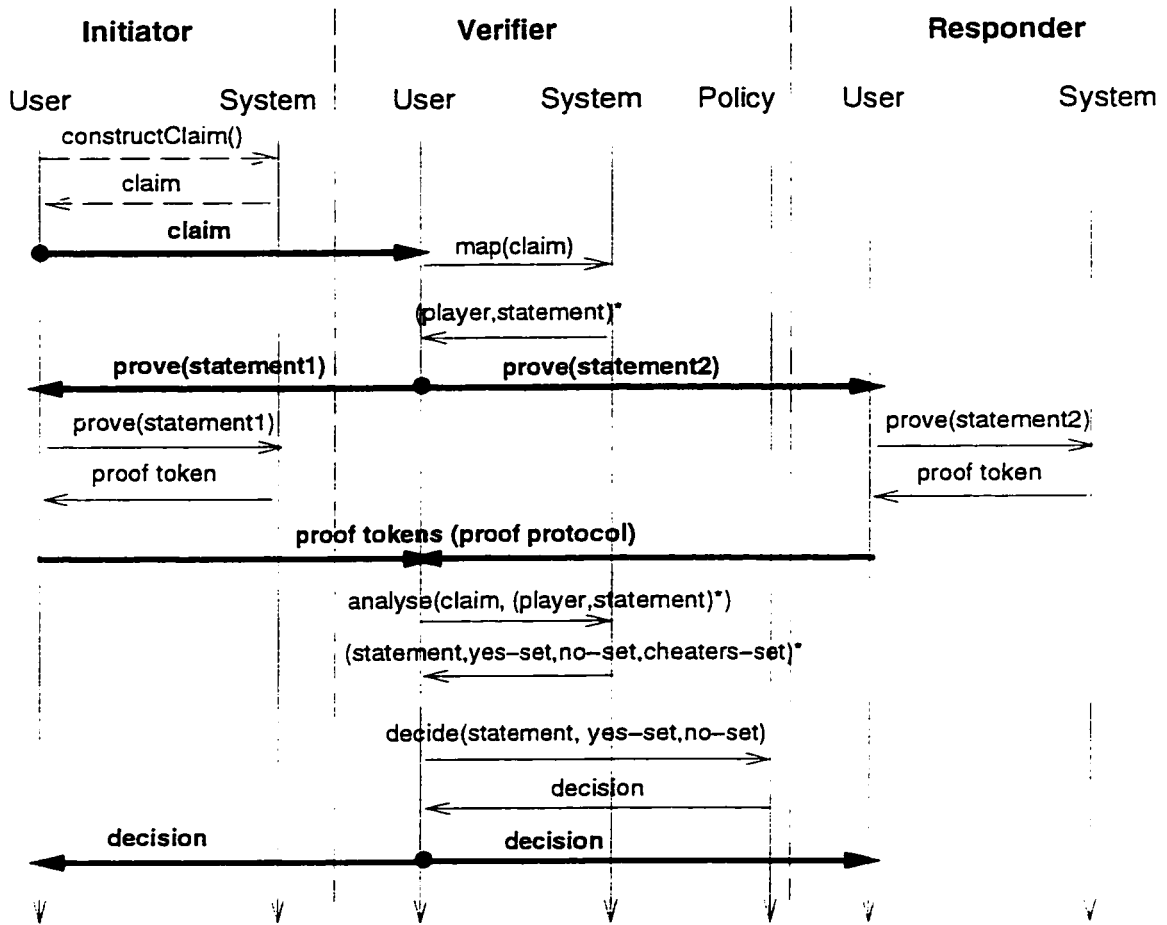 Initiator Verifier Responder
User System User System Policy User System
constructClaim()
claim
claim
map(claim)
(player,statement)*
prove(statement1) prove(statement2)
prove(statement1) prove(statement2)
proof token proof token
proof tokens (proof protocol)
analyse(claim, (player,statement)*)
(statement,yes–set,no–set,cheaters–set)*
decide(statement, yes–set,no–set)
decision
decision decision